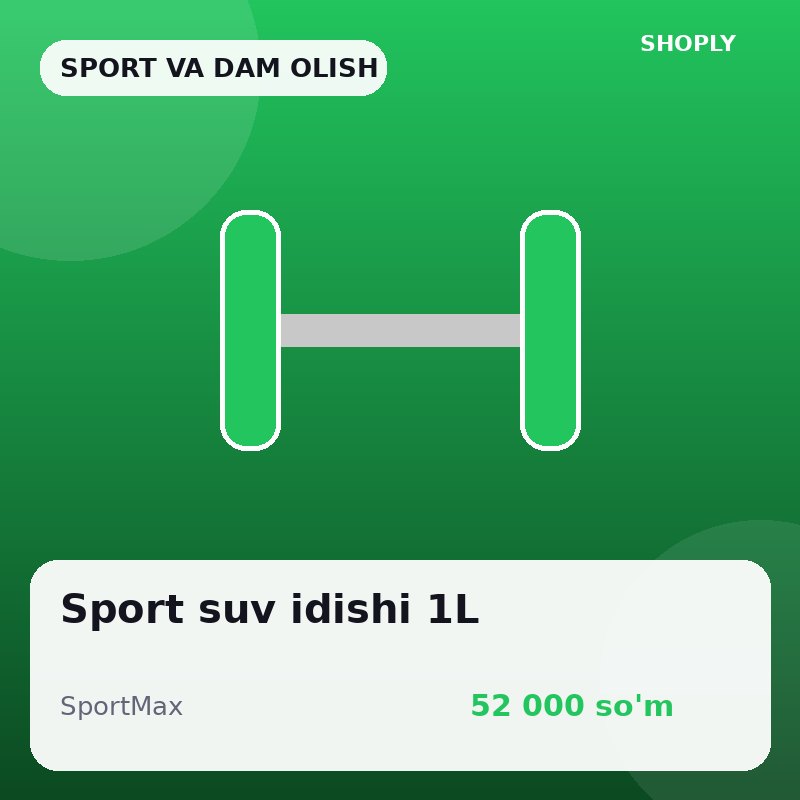 SPORT VA DAM OLISH
SHOPLY
Sport suv idishi 1L
SportMax
52 000 so'm